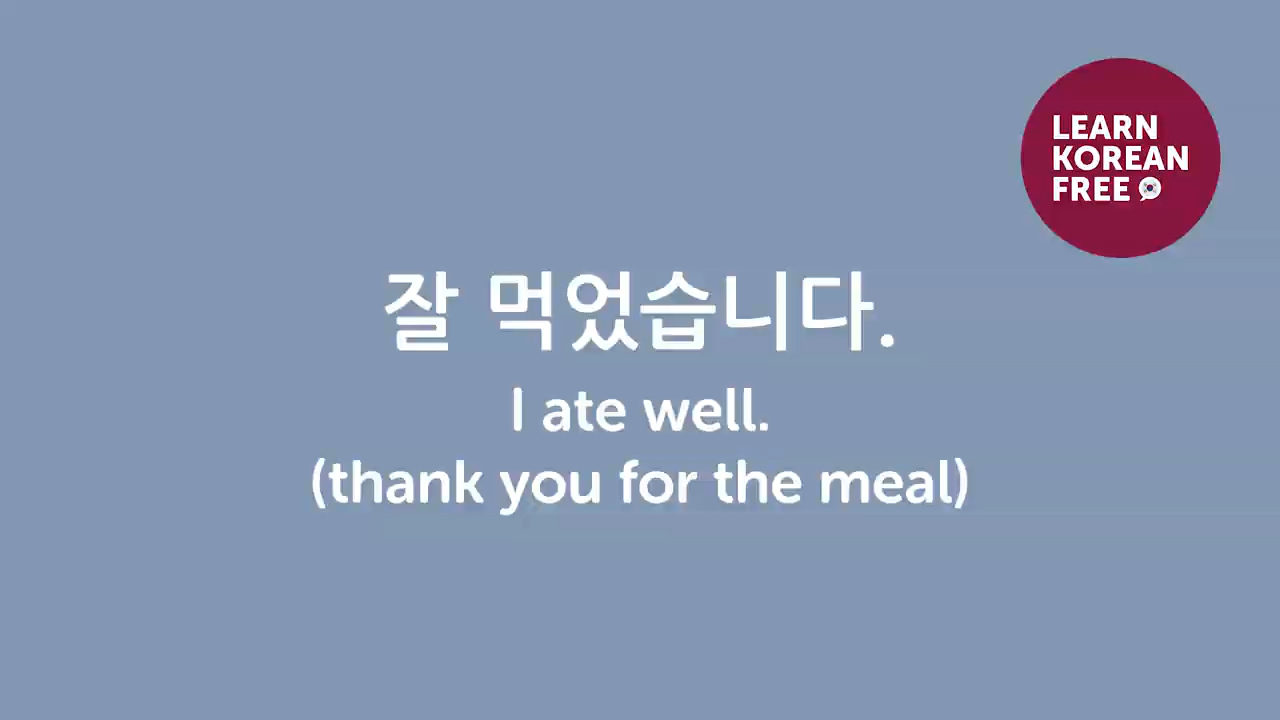 LEARN
KOREAN
FREE
잘 먹었습니다.
I ate well.
(thank you for the meal)